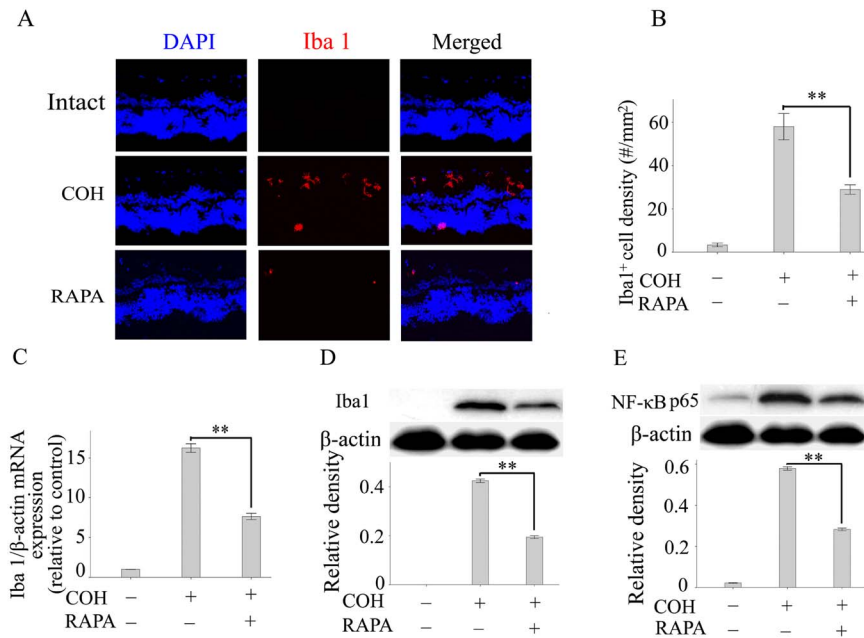 A
DAPI Iba 1 Merged
Intact
COH
RAPA
B
**
Iba1⁺ cell density (#/mm²)
60
40
20
0
COH − + +
RAPA − − +
C
**
Iba 1/β-actin mRNA
expression
(relative to control)
15
10
5
0
COH − + +
RAPA − − +
D
Iba1
β-actin
**
Relative density
0.4
0.2
0
COH − + +
RAPA − − +
E
NF-κB p65
β-actin
**
Relative density
0.6
0.4
0.2
0
COH − + +
RAPA − − +